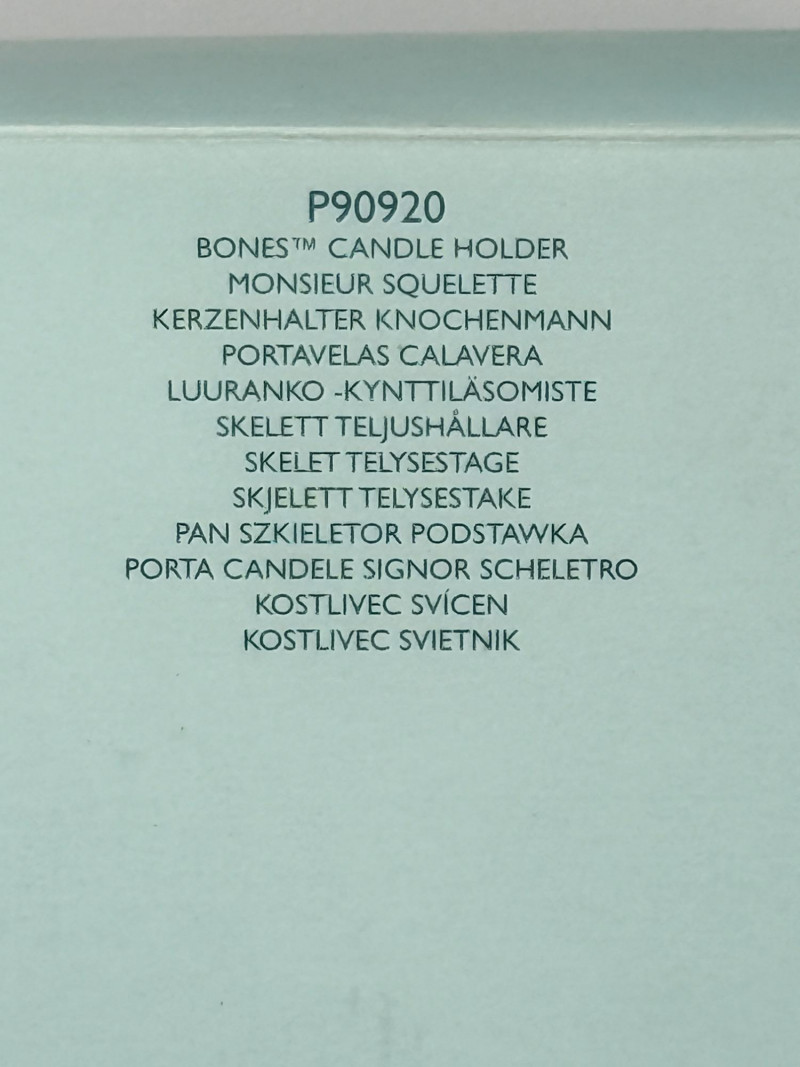 P90920
BONES™ CANDLE HOLDER
MONSIEUR SQUELETTE
KERZENHALTER KNOCHENMANN
PORTAVELAS CALAVERA
LUURANKO -KYNTTILÄSOMISTE
SKELETT TELJUSHÅLLARE
SKELET TELYSESTAGE
SKJELETT TELYSESTAKE
PAN SZKIELETOR PODSTAWKA
PORTA CANDELE SIGNOR SCHELETRO
KOSTLIVEC SVÍCEN
KOSTLIVEC SVIETNIK